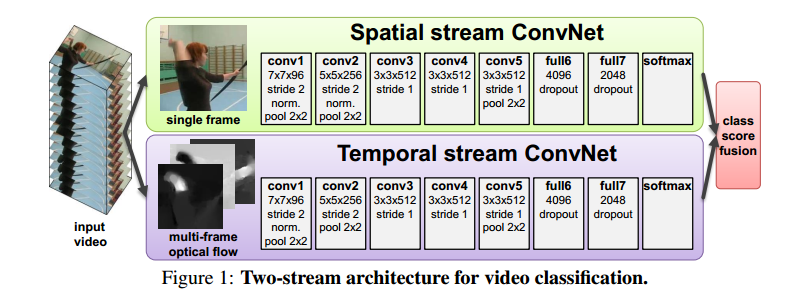 Spatial stream ConvNet
conv1
7x7x96
stride 2
norm.
pool 2x2
conv2
5x5x256
stride 2
norm.
pool 2x2
conv3
3x3x512
stride 1
conv4
3x3x512
stride 1
conv5
3x3x512
stride 1
pool 2x2
full6
4096
dropout
full7
2048
dropout
softmax
single frame
Temporal stream ConvNet
conv1
7x7x96
stride 2
norm.
pool 2x2
conv2
5x5x256
stride 2
pool 2x2
conv3
3x3x512
stride 1
conv4
3x3x512
stride 1
conv5
3x3x512
stride 1
pool 2x2
full6
4096
dropout
full7
2048
dropout
softmax
multi-frame
optical flow
input
video
class
score
fusion
Figure 1: Two-stream architecture for video classification.